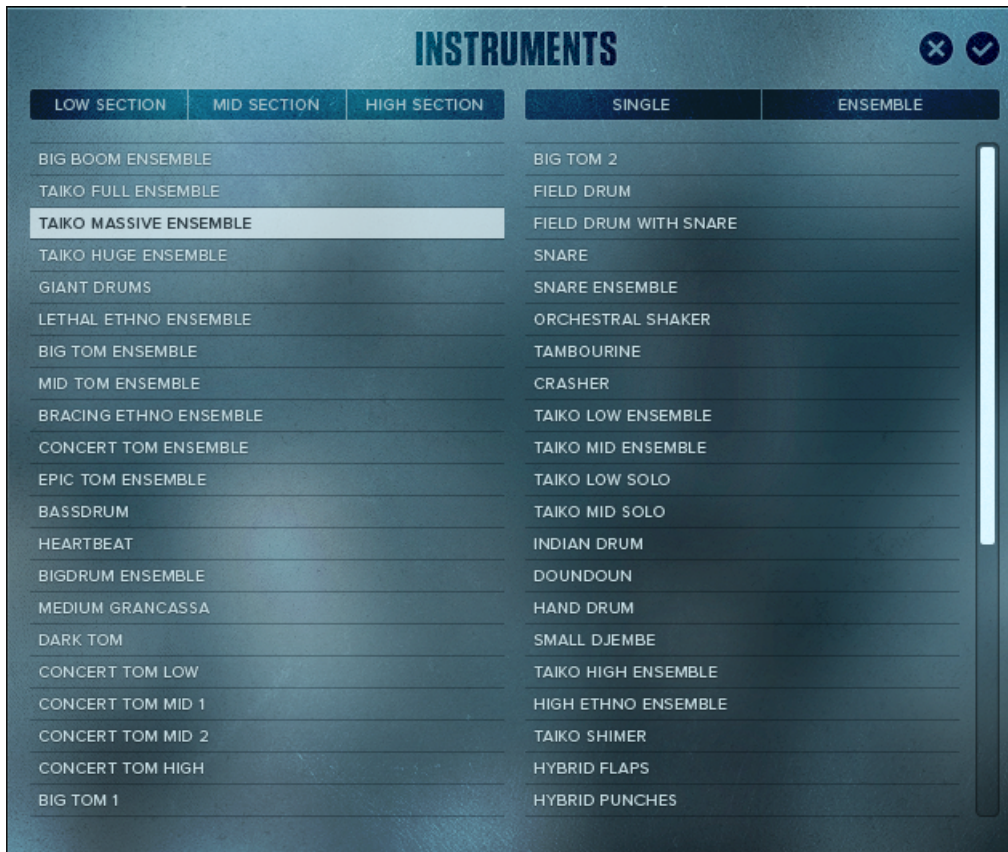 INSTRUMENTS
LOW SECTION MID SECTION HIGH SECTION SINGLE ENSEMBLE
BIG BOOM ENSEMBLE
TAIKO FULL ENSEMBLE
TAIKO MASSIVE ENSEMBLE
TAIKO HUGE ENSEMBLE
GIANT DRUMS
LETHAL ETHNO ENSEMBLE
BIG TOM ENSEMBLE
MID TOM ENSEMBLE
BRACING ETHNO ENSEMBLE
CONCERT TOM ENSEMBLE
EPIC TOM ENSEMBLE
BASSDRUM
HEARTBEAT
BIGDRUM ENSEMBLE
MEDIUM GRANCASSA
DARK TOM
CONCERT TOM LOW
CONCERT TOM MID 1
CONCERT TOM MID 2
CONCERT TOM HIGH
BIG TOM 1
BIG TOM 2
FIELD DRUM
FIELD DRUM WITH SNARE
SNARE
SNARE ENSEMBLE
ORCHESTRAL SHAKER
TAMBOURINE
CRASHER
TAIKO LOW ENSEMBLE
TAIKO MID ENSEMBLE
TAIKO LOW SOLO
TAIKO MID SOLO
INDIAN DRUM
DOUNDOUN
HAND DRUM
SMALL DJEMBE
TAIKO HIGH ENSEMBLE
HIGH ETHNO ENSEMBLE
TAIKO SHIMER
HYBRID FLAPS
HYBRID PUNCHES